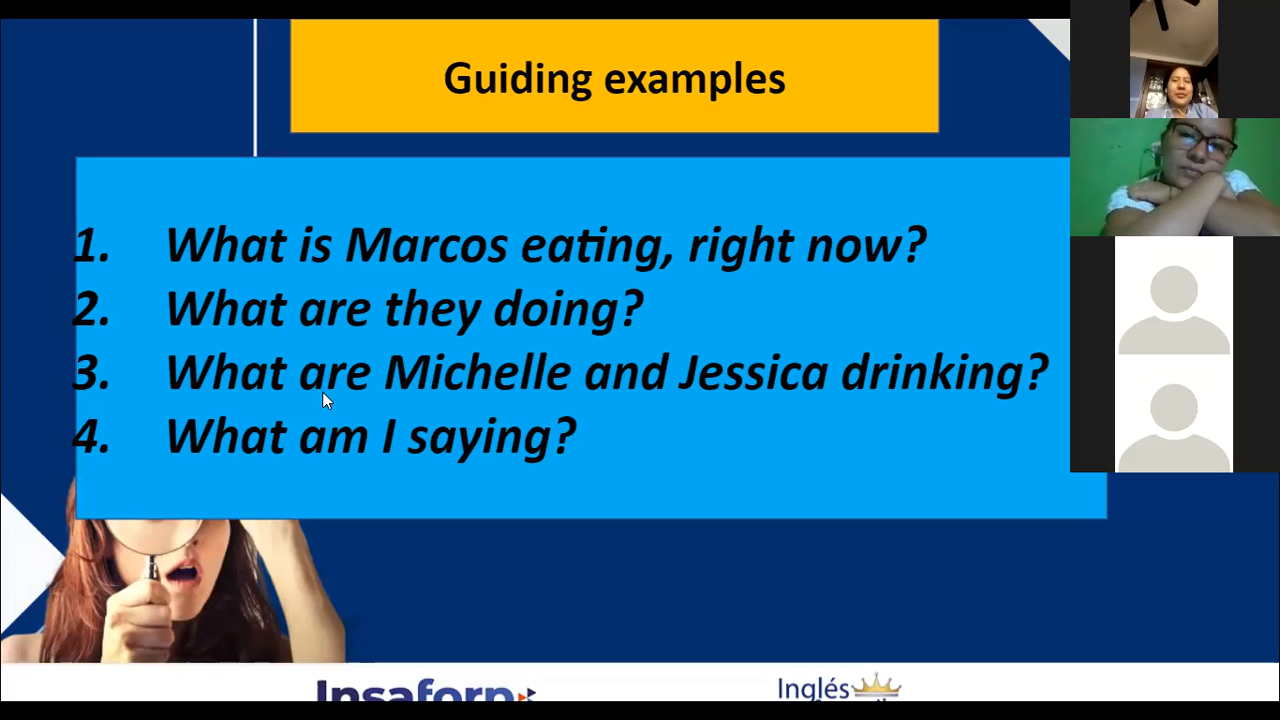 Guiding examples
1. What is Marcos eating, right now?
2. What are they doing?
3. What are Michelle and Jessica drinking?
4. What am I saying?
Insaforp
Inglés